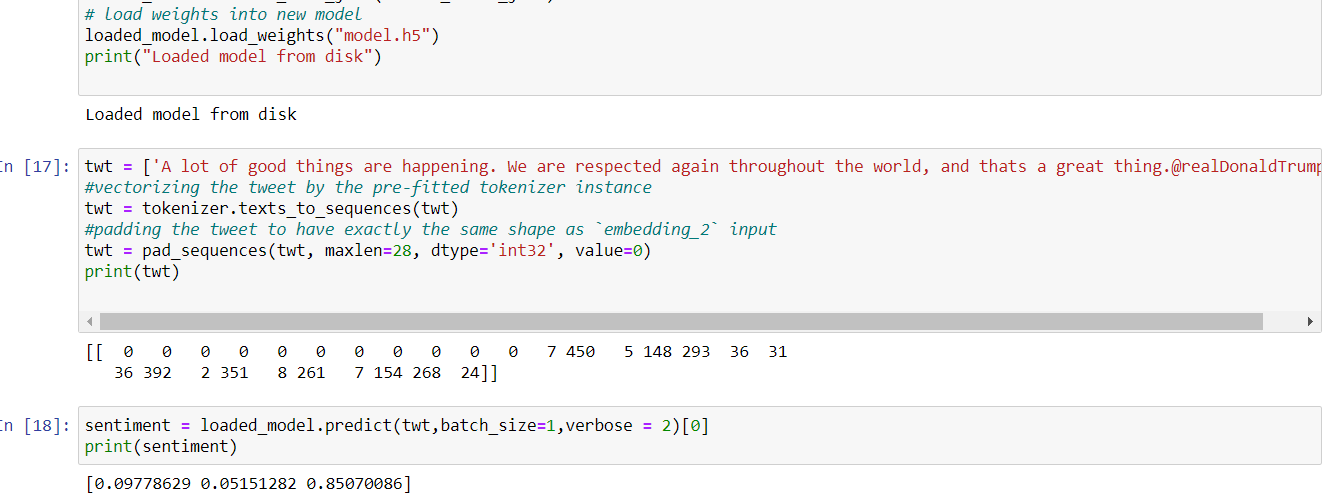 # load weights into new model
loaded_model.load_weights("model.h5")
print("Loaded model from disk")
Loaded model from disk
n [17]: twt = ['A lot of good things are happening. We are respected again throughout the world, and thats a great thing.@realDonaldTrump
#vectorizing the tweet by the pre-fitted tokenizer instance
twt = tokenizer.texts_to_sequences(twt)
#padding the tweet to have exactly the same shape as `embedding_2` input
twt = pad_sequences(twt, maxlen=28, dtype='int32', value=0)
print(twt)
[[ 0 0 0 0 0 0 0 0 0 0 0 7 450 5 148 293 36 31
36 392 2 351 8 261 7 154 268 24]]
n [18]: sentiment = loaded_model.predict(twt,batch_size=1,verbose = 2)[0]
print(sentiment)
[0.09778629 0.05151282 0.85070086]